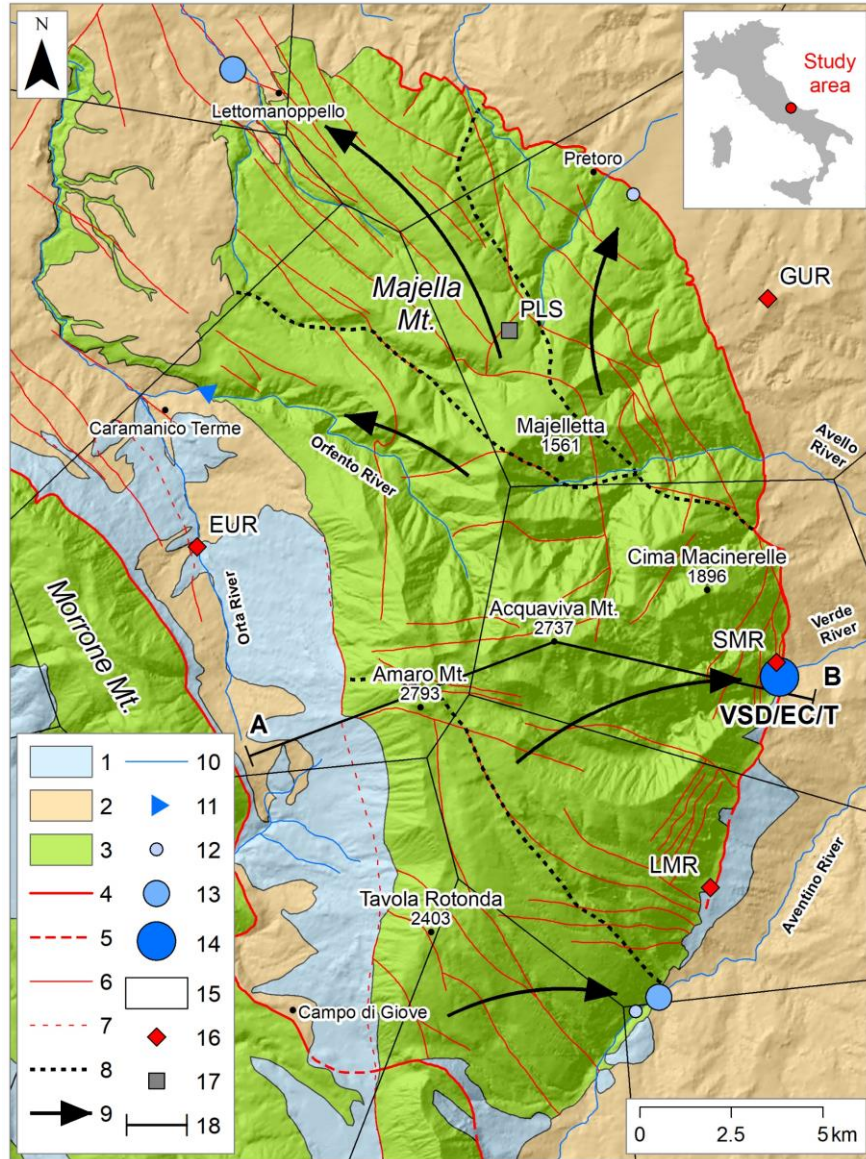 N
Study
area
Lettomanoppello
Pretoro
GUR
Majella
Mt.
PLS
Caramanico Terme
Orfento River
Majelletta
1561
Avello
River
EUR
Orta River
Cima Macinerelle
1896
Acquaviva Mt.
2737
Verde
River
SMR
Morrone Mt.
Amaro Mt.
2793
A
B
VSD/EC/T
LMR
Aventino River
Tavola Rotonda
2403
Campo di Giove
1
2
3
4
5
6
7
8
9
10
11
12
13
14
15
16
17
18
0 2.5 5 km